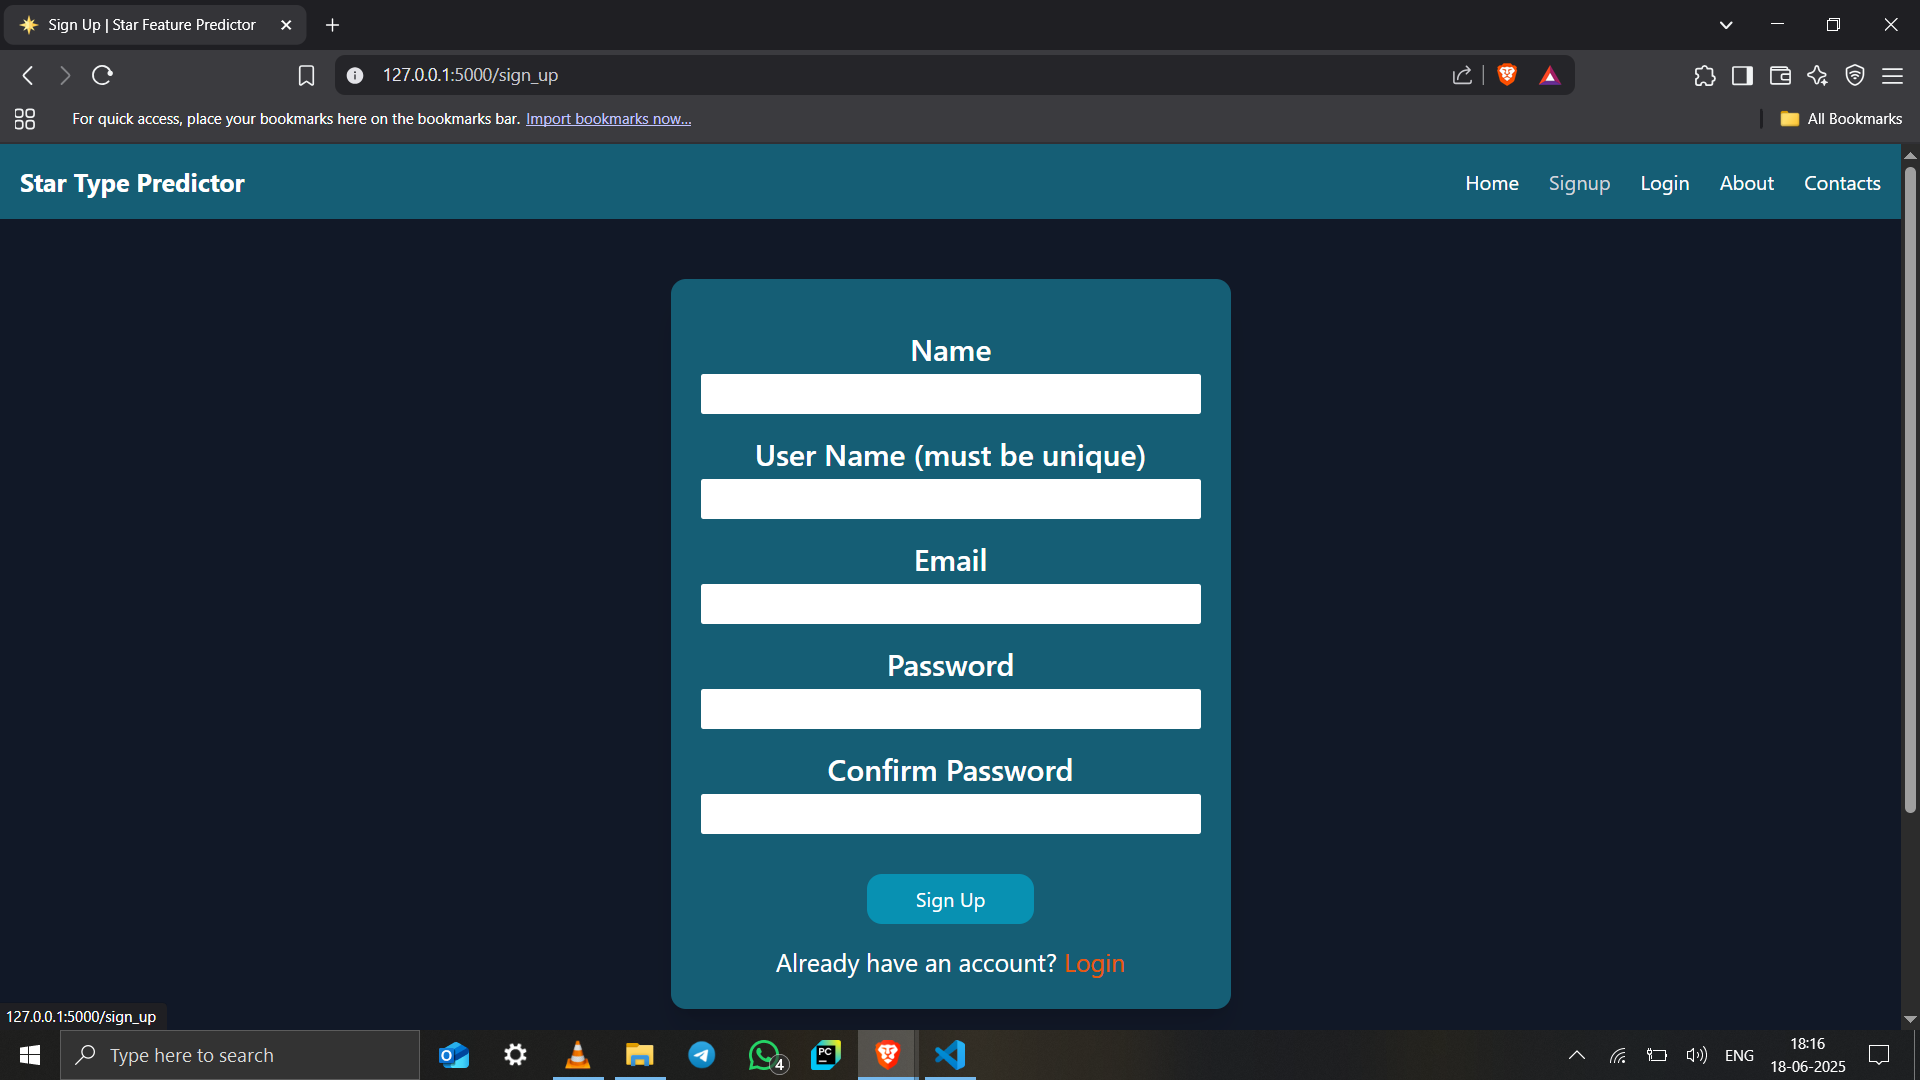 Sign Up | Star Feature Predictor
127.0.0.1:5000/sign_up
For quick access, place your bookmarks here on the bookmarks bar. Import bookmarks now...
All Bookmarks
Star Type Predictor
Home
Signup
Login
About
Contacts
Name
User Name (must be unique)
Email
Password
Confirm Password
Sign Up
Already have an account? Login
127.0.0.1:5000/sign_up
Type here to search
4
PC
ENG
18:16
18-06-2025